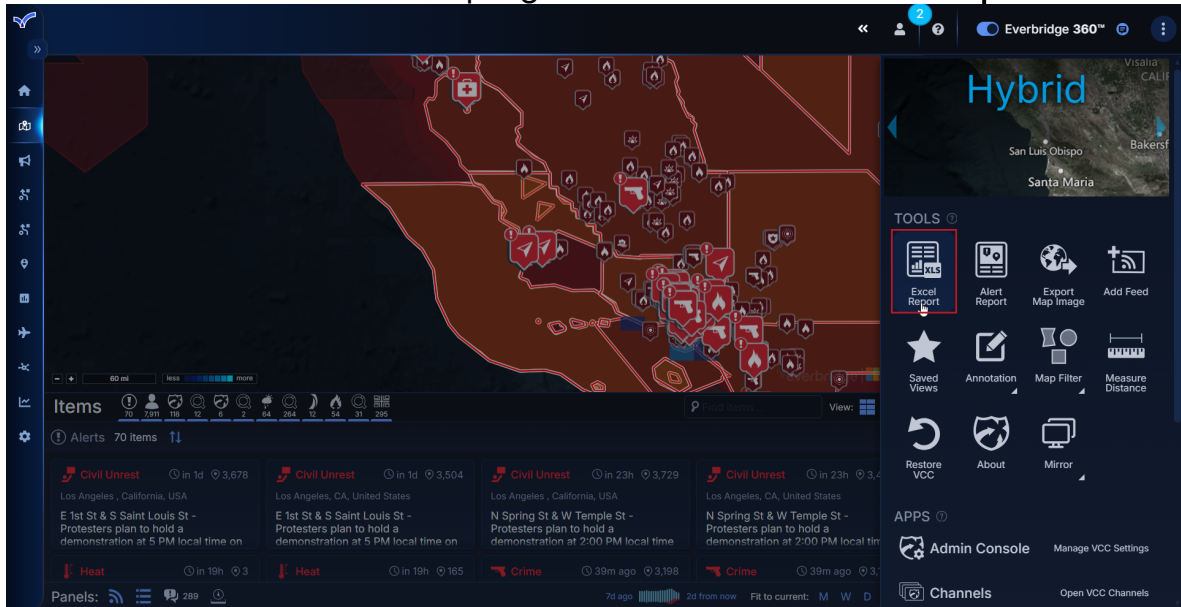 2
Everbridge 360™
Hybrid
Visalia
CALIF
San Luis Obispo
Bakersf
Santa Maria
TOOLS
XLS
Excel
Report
Alert
Report
Export
Map Image
Add Feed
Saved
Views
Annotation
Map Filter
Measure
Distance
Restore
VCC
About
Mirror
APPS
Admin Console
Manage VCC Settings
Channels
Open VCC Channels
60 mi
less
more
Items
70 7,911 118 12 6 2 64 264 12 54 31 295
Find items...
View:
Alerts 70 items
Civil Unrest in 1d 3,678
Los Angeles , California, USA
E 1st St & S Saint Louis St -
Protesters plan to hold a
demonstration at 5 PM local time on
Civil Unrest in 1d 3,504
Los Angeles, CA, United States
E 1st St & S Saint Louis St -
Protesters plan to hold a
demonstration at 5 PM local time on
Civil Unrest in 23h 3,729
Los Angeles , California, USA
N Spring St & W Temple St -
Protesters plan to hold a
demonstration at 2:00 PM local time
Civil Unrest in 23h 3,4
Los Angeles, CA, United States
N Spring St & W Temple St -
Protesters plan to hold a
demonstration at 2:00 PM local tim
Heat in 19h 3
Heat in 19h 165
Crime 39m ago 3,198
Crime 39m ago 3,
Panels: 289
7d ago
2d from now
Fit to current: M W D